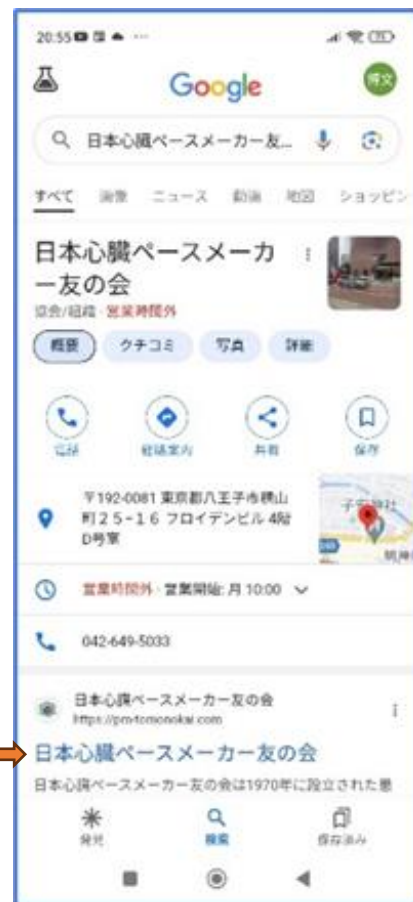 20:55
Google
博文
日本心臓ペースメーカー友...
すべて 画像 ニュース 動画 地図 ショッピン
日本心臓ペースメーカ
ー友の会
協会/組織・営業時間外
概要 クチコミ 写真 詳細
電話 経路案内 共有 保存
〒192-0081 東京都八王子市横山
町25-16 フロイデンビル 4階
D号室
営業時間外・営業開始: 月 10:00
042-649-5033
日本心臓ペースメーカー友の会
https://pm-tomonokai.com
日本心臓ペースメーカー友の会
日本心臓ペースメーカー友の会は1970年に設立された最
発見 検索 保存済み